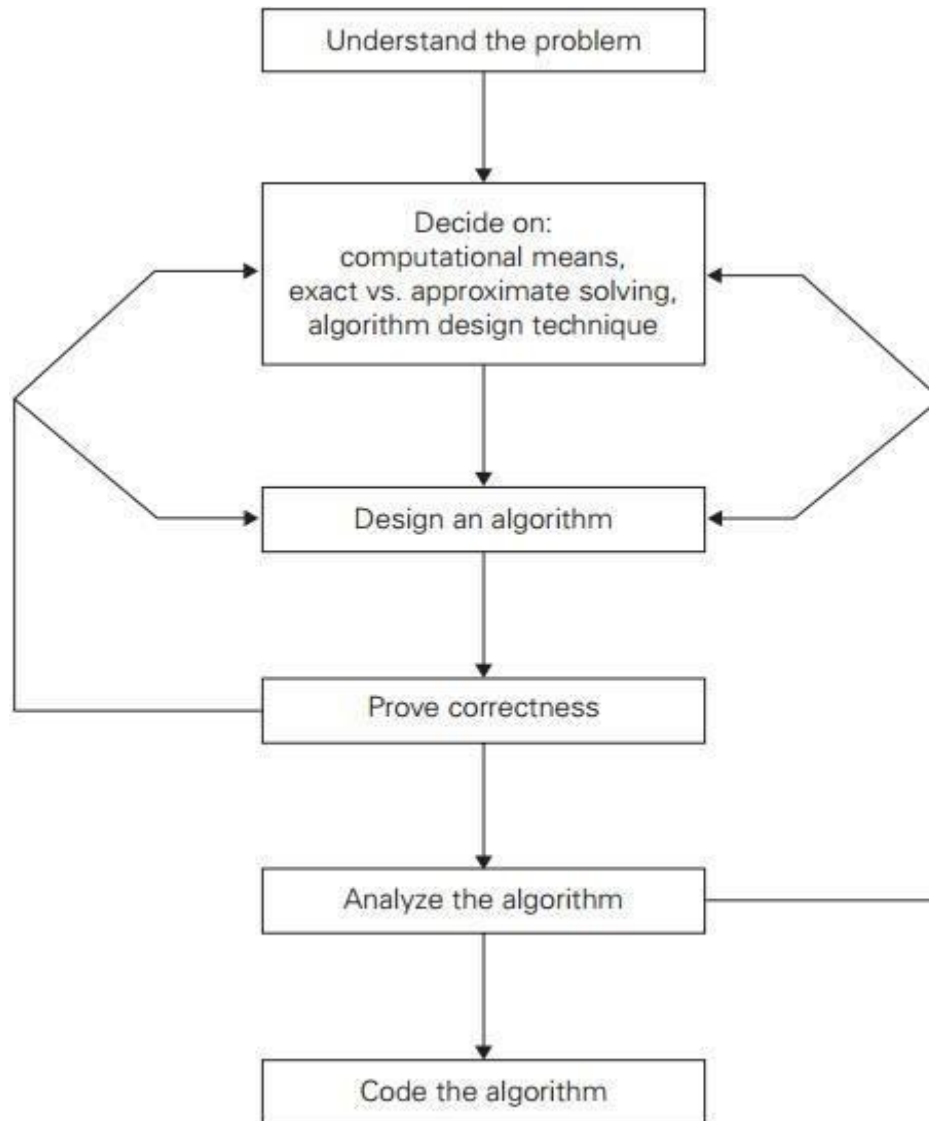 Understand the problem
Decide on:
computational means,
exact vs. approximate solving,
algorithm design technique
Design an algorithm
Prove correctness
Analyze the algorithm
Code the algorithm